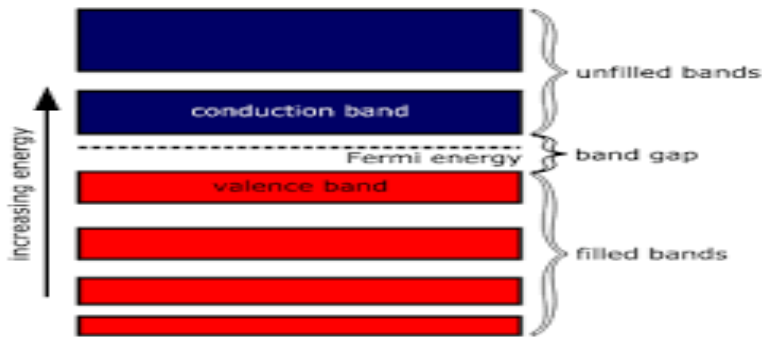 unfilled bands
conduction band
Fermi energy
band gap
valence band
filled bands
increasing energy